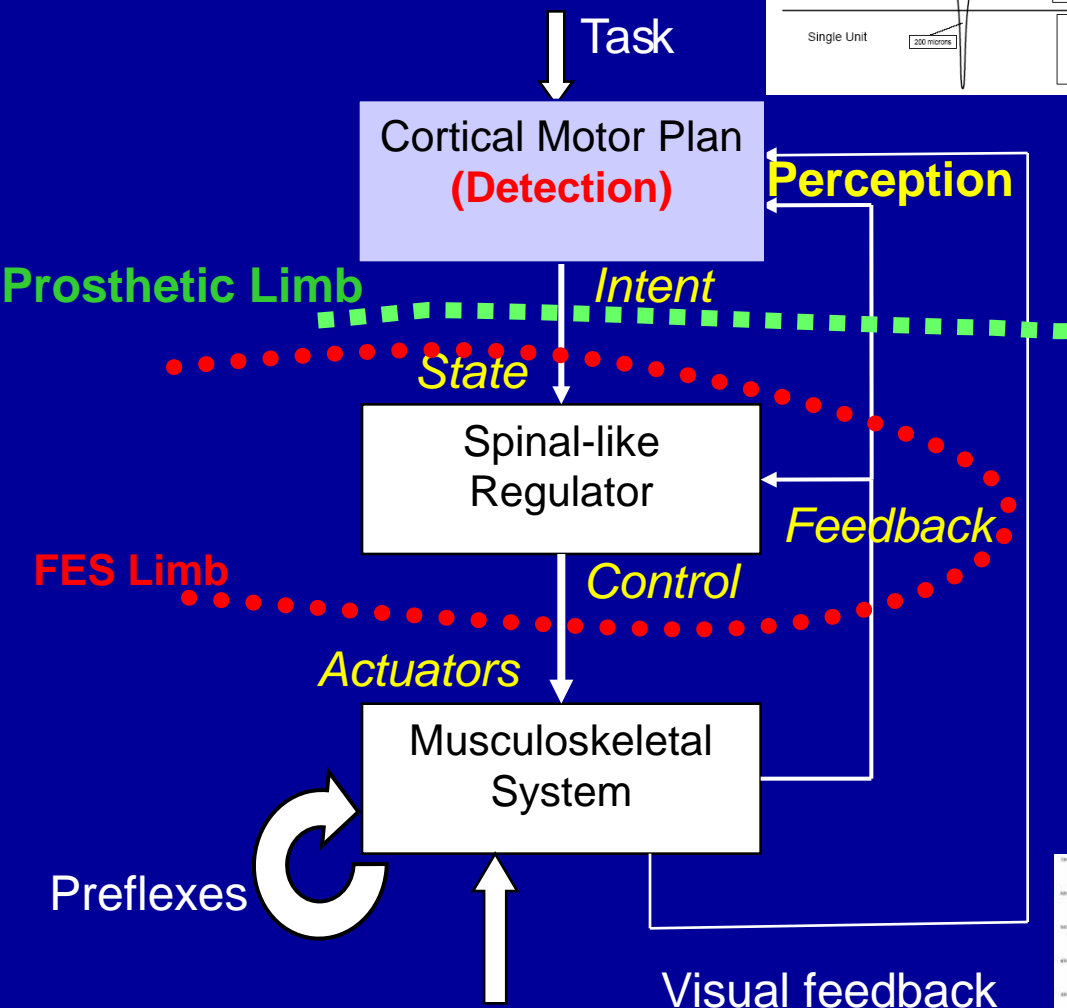 Task
Single Unit
200 microns
Cortical Motor Plan
(Detection)
Perception
Prosthetic Limb
Intent
State
Spinal-like
Regulator
Feedback
FES Limb
Control
Actuators
Musculoskeletal
System
Preflexes
Visual feedback